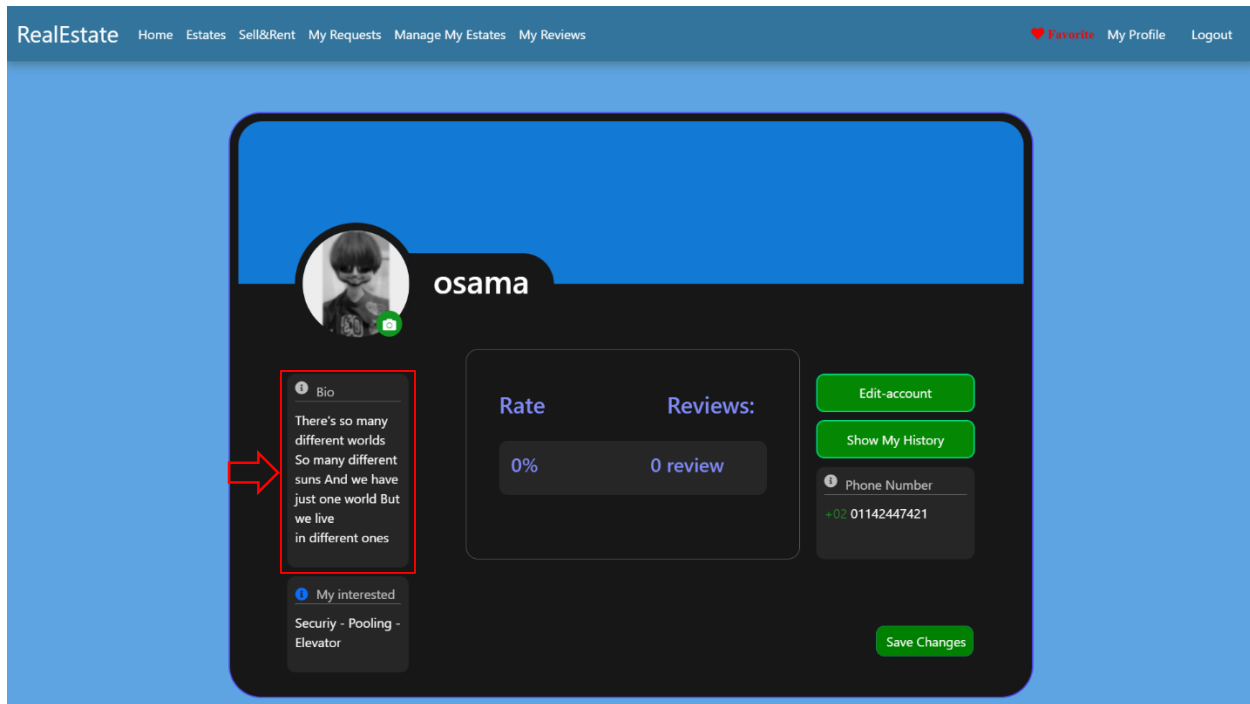 RealEstate Home Estates Sell&Rent My Requests Manage My Estates My Reviews Favorite My Profile Logout
osama
Bio
There's so many
different worlds
So many different
suns And we have
just one world But
we live
in different ones
My interested
Securiy - Pooling -
Elevator
Rate Reviews:
0% 0 review
Edit-account
Show My History
Phone Number
+02 01142447421
Save Changes